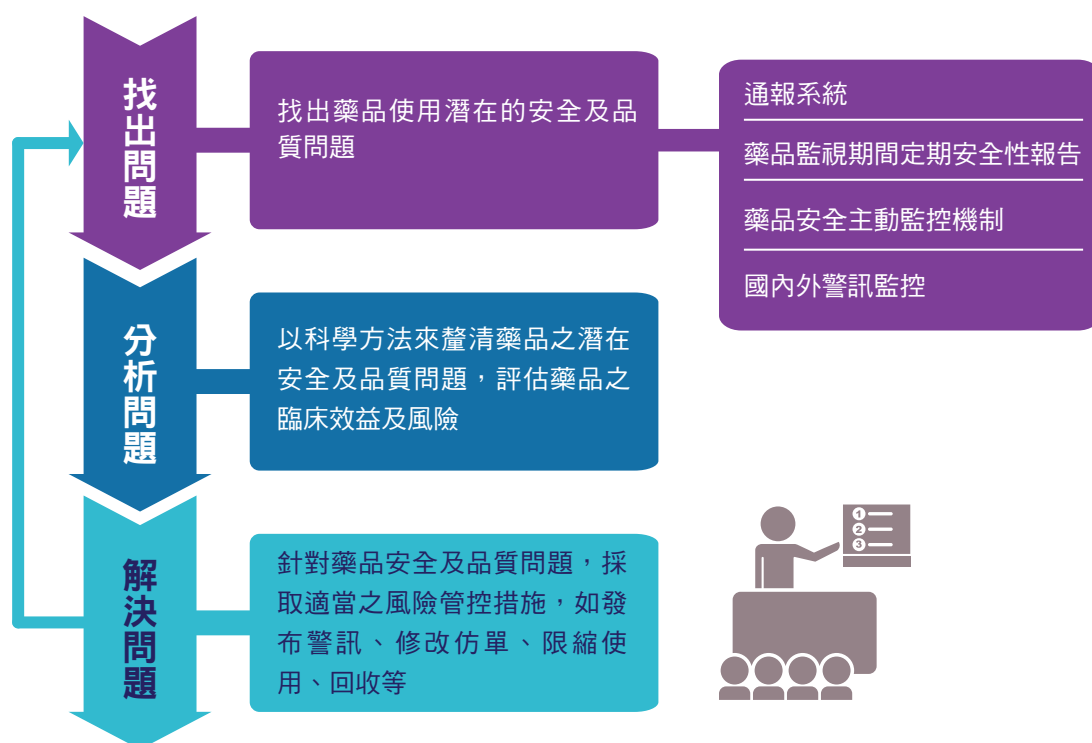 找出問題
找出藥品使用潛在的安全及品
質問題
通報系統
藥品監視期間定期安全性報告
藥品安全主動監控機制
國內外警訊監控
分析問題
以科學方法來釐清藥品之潛在
安全及品質問題，評估藥品之
臨床效益及風險
解決問題
針對藥品安全及品質問題，採
取適當之風險管控措施，如發
布警訊、修改仿單、限縮使
用、回收等
1
2
3